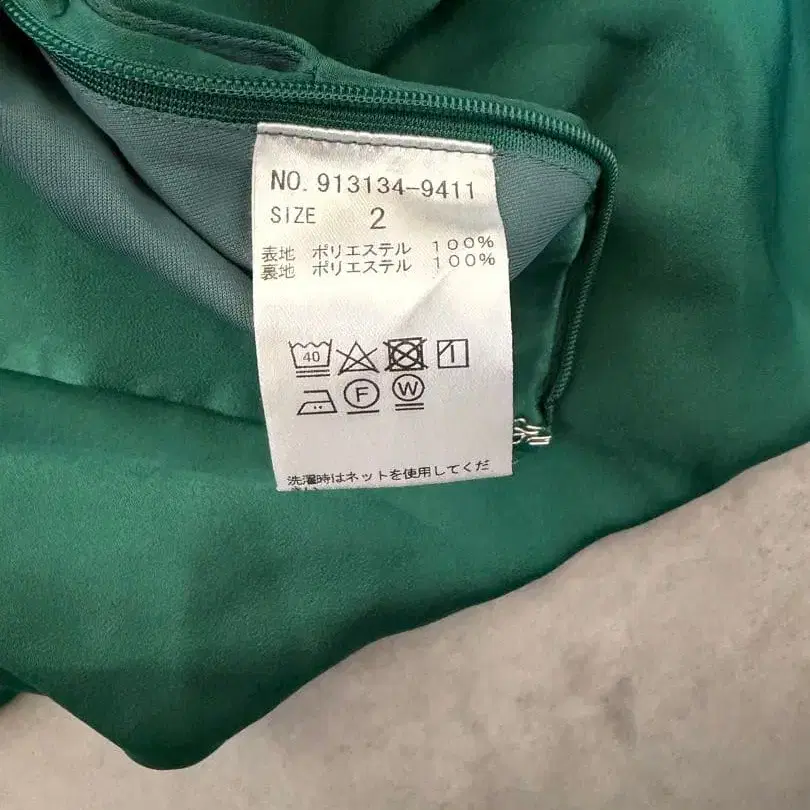 NO. 913134-9411
SIZE 2
表地 ポリエステル 100%
裏地 ポリエステル 100%
40
F W
洗濯時はネットを使用してくだ
さい